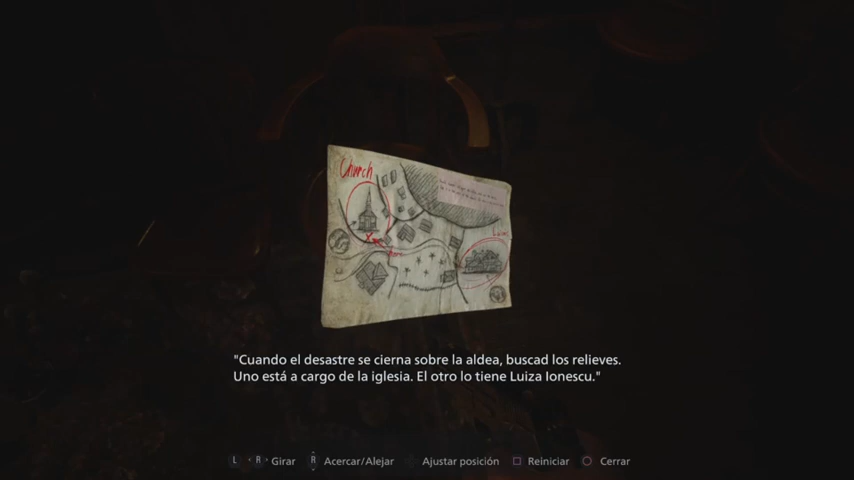 Church
"Cuando el desastre se cierna sobre la aldea, buscad los relieves.
Uno está a cargo de la iglesia. El otro lo tiene Luiza Ionescu."
L R Girar R Acercar/Alejar Ajustar posición Reiniciar Cerrar